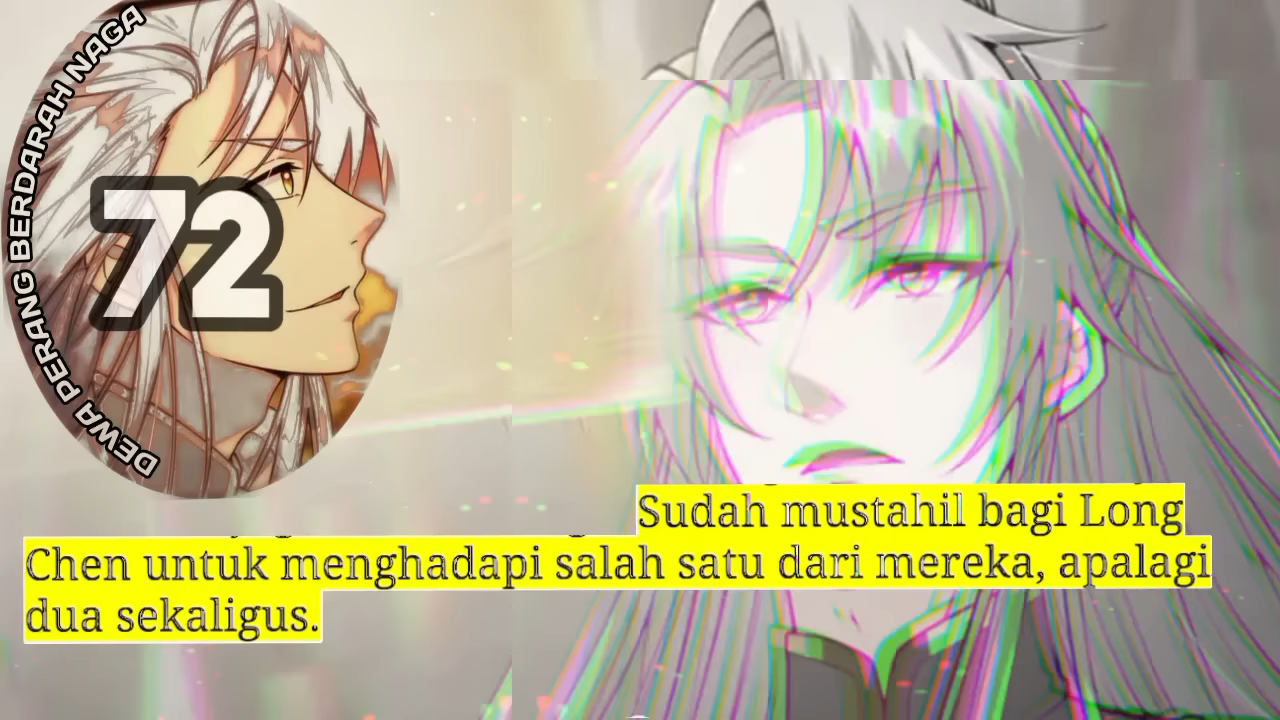 DEWA PERANG BERDARAH NAGA
72
Sudah mustahil bagi Long
Chen untuk menghadapi salah satu dari mereka, apalagi
dua sekaligus.